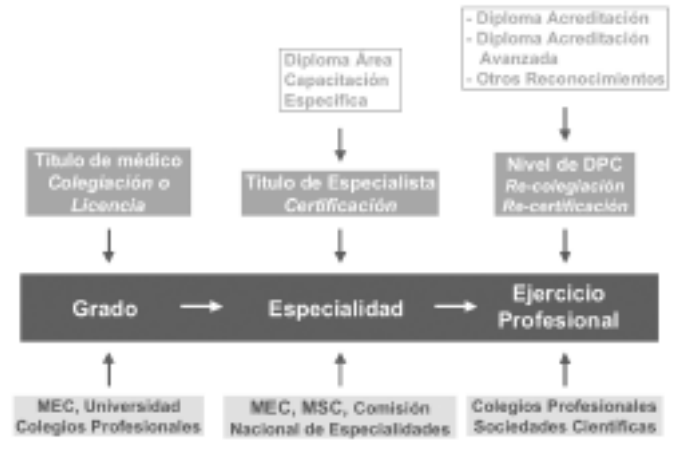 - Diploma Acreditación
- Diploma Acreditación
Avanzada
- Otros Reconocimientos
Diploma Área
Capacitación
Específica
Título de médico
Colegiación o
Licencia
Título de Especialista
Certificación
Nivel de DPC
Re-colegiación
Re-certificación
Grado
Especialidad
Ejercicio
Profesional
MEC, Universidad
Colegios Profesionales
MEC, MSC, Comisión
Nacional de Especialidades
Colegios Profesionales
Sociedades Científicas